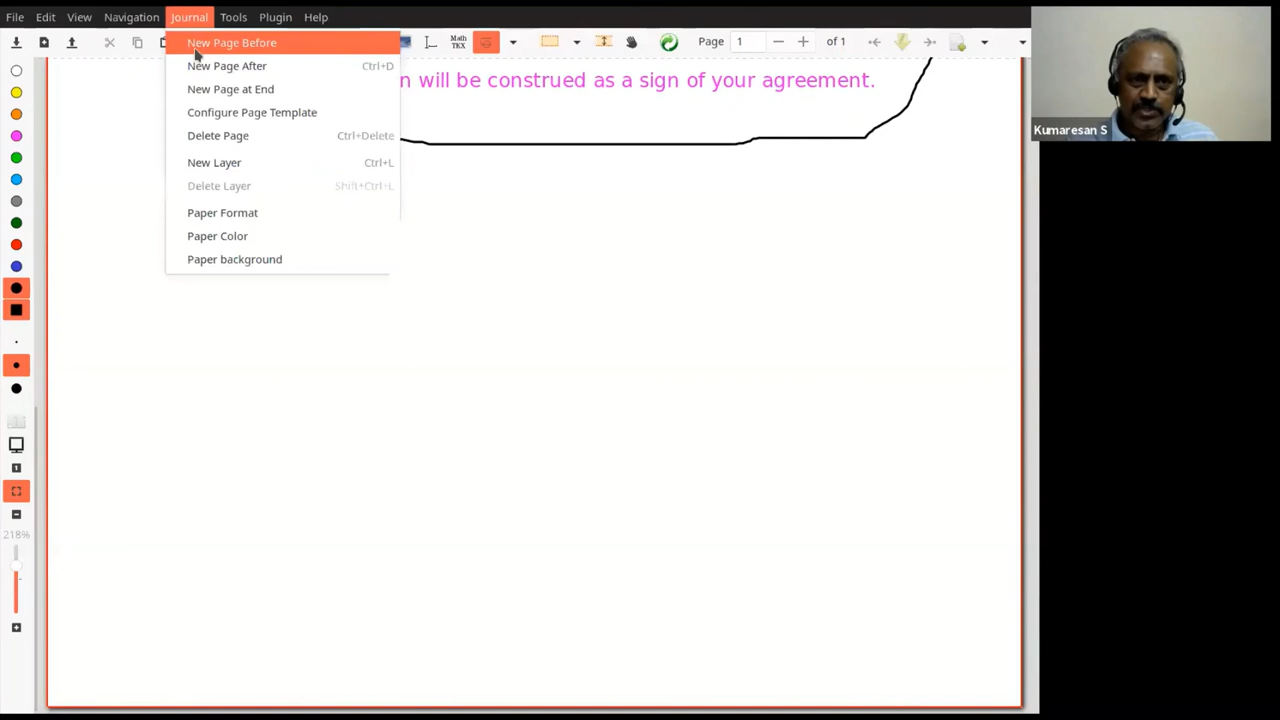 File Edit View Navigation Journal Tools Plugin Help
Math TEX Page 1 of 1
New Page Before
New Page After Ctrl+D
New Page at End
Configure Page Template
Delete Page Ctrl+Delete
New Layer Ctrl+L
Delete Layer Shift+Ctrl+L
Paper Format
Paper Color
Paper background
n will be construed as a sign of your agreement.
Kumaresan S
1
218%